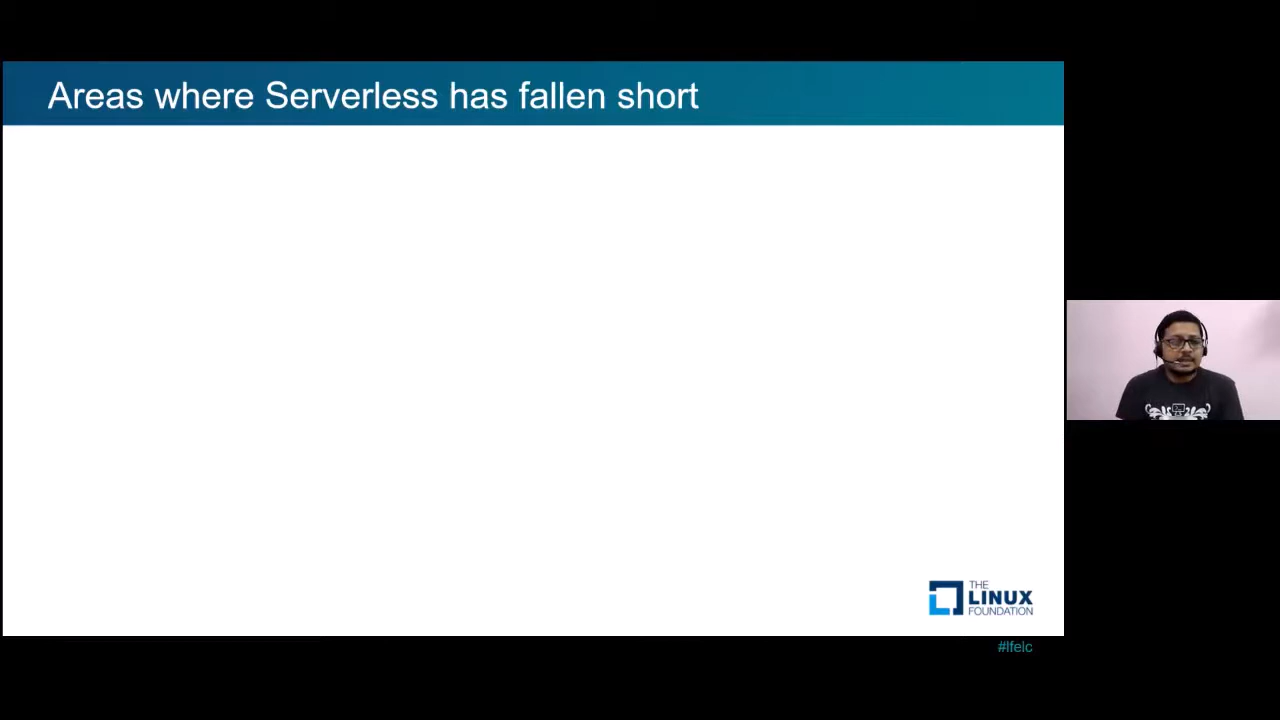 Areas where Serverless has fallen short
THE
LINUX
FOUNDATION
#lfelc